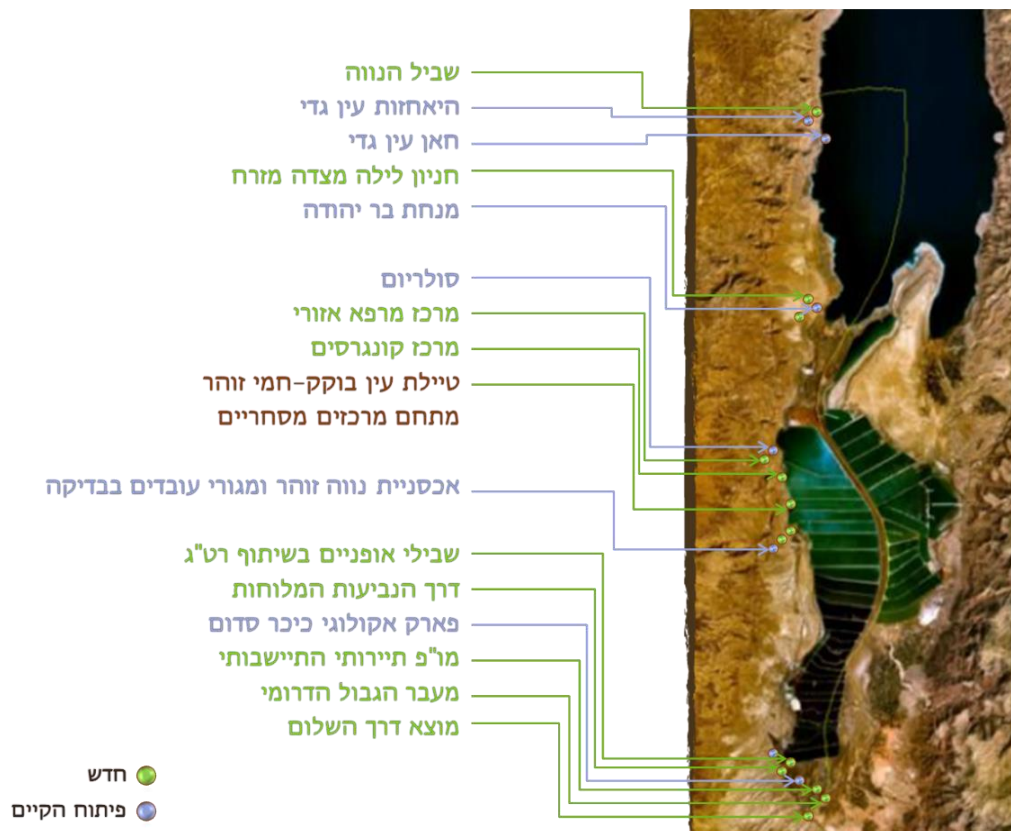 שביל הנווה
היאחזות עין גדי
חאן עין גדי
חניון לילה מצדה מזרח
מנחת בר יהודה
סולריום
מרכז מרפא אזורי
מרכז קונגרסים
טיילת עין בוקק-חמי זוהר
מתחם מרכזים מסחריים
אכסניית נווה זוהר ומגורי עובדים בבדיקה
שבילי אופניים בשיתוף רט"ג
דרך הנביעות המלוחות
פארק אקולוגי כיכר סדום
מו"פ תיירותי התיישבותי
מעבר הגבול הדרומי
מוצא דרך השלום
חדש
פיתוח הקיים